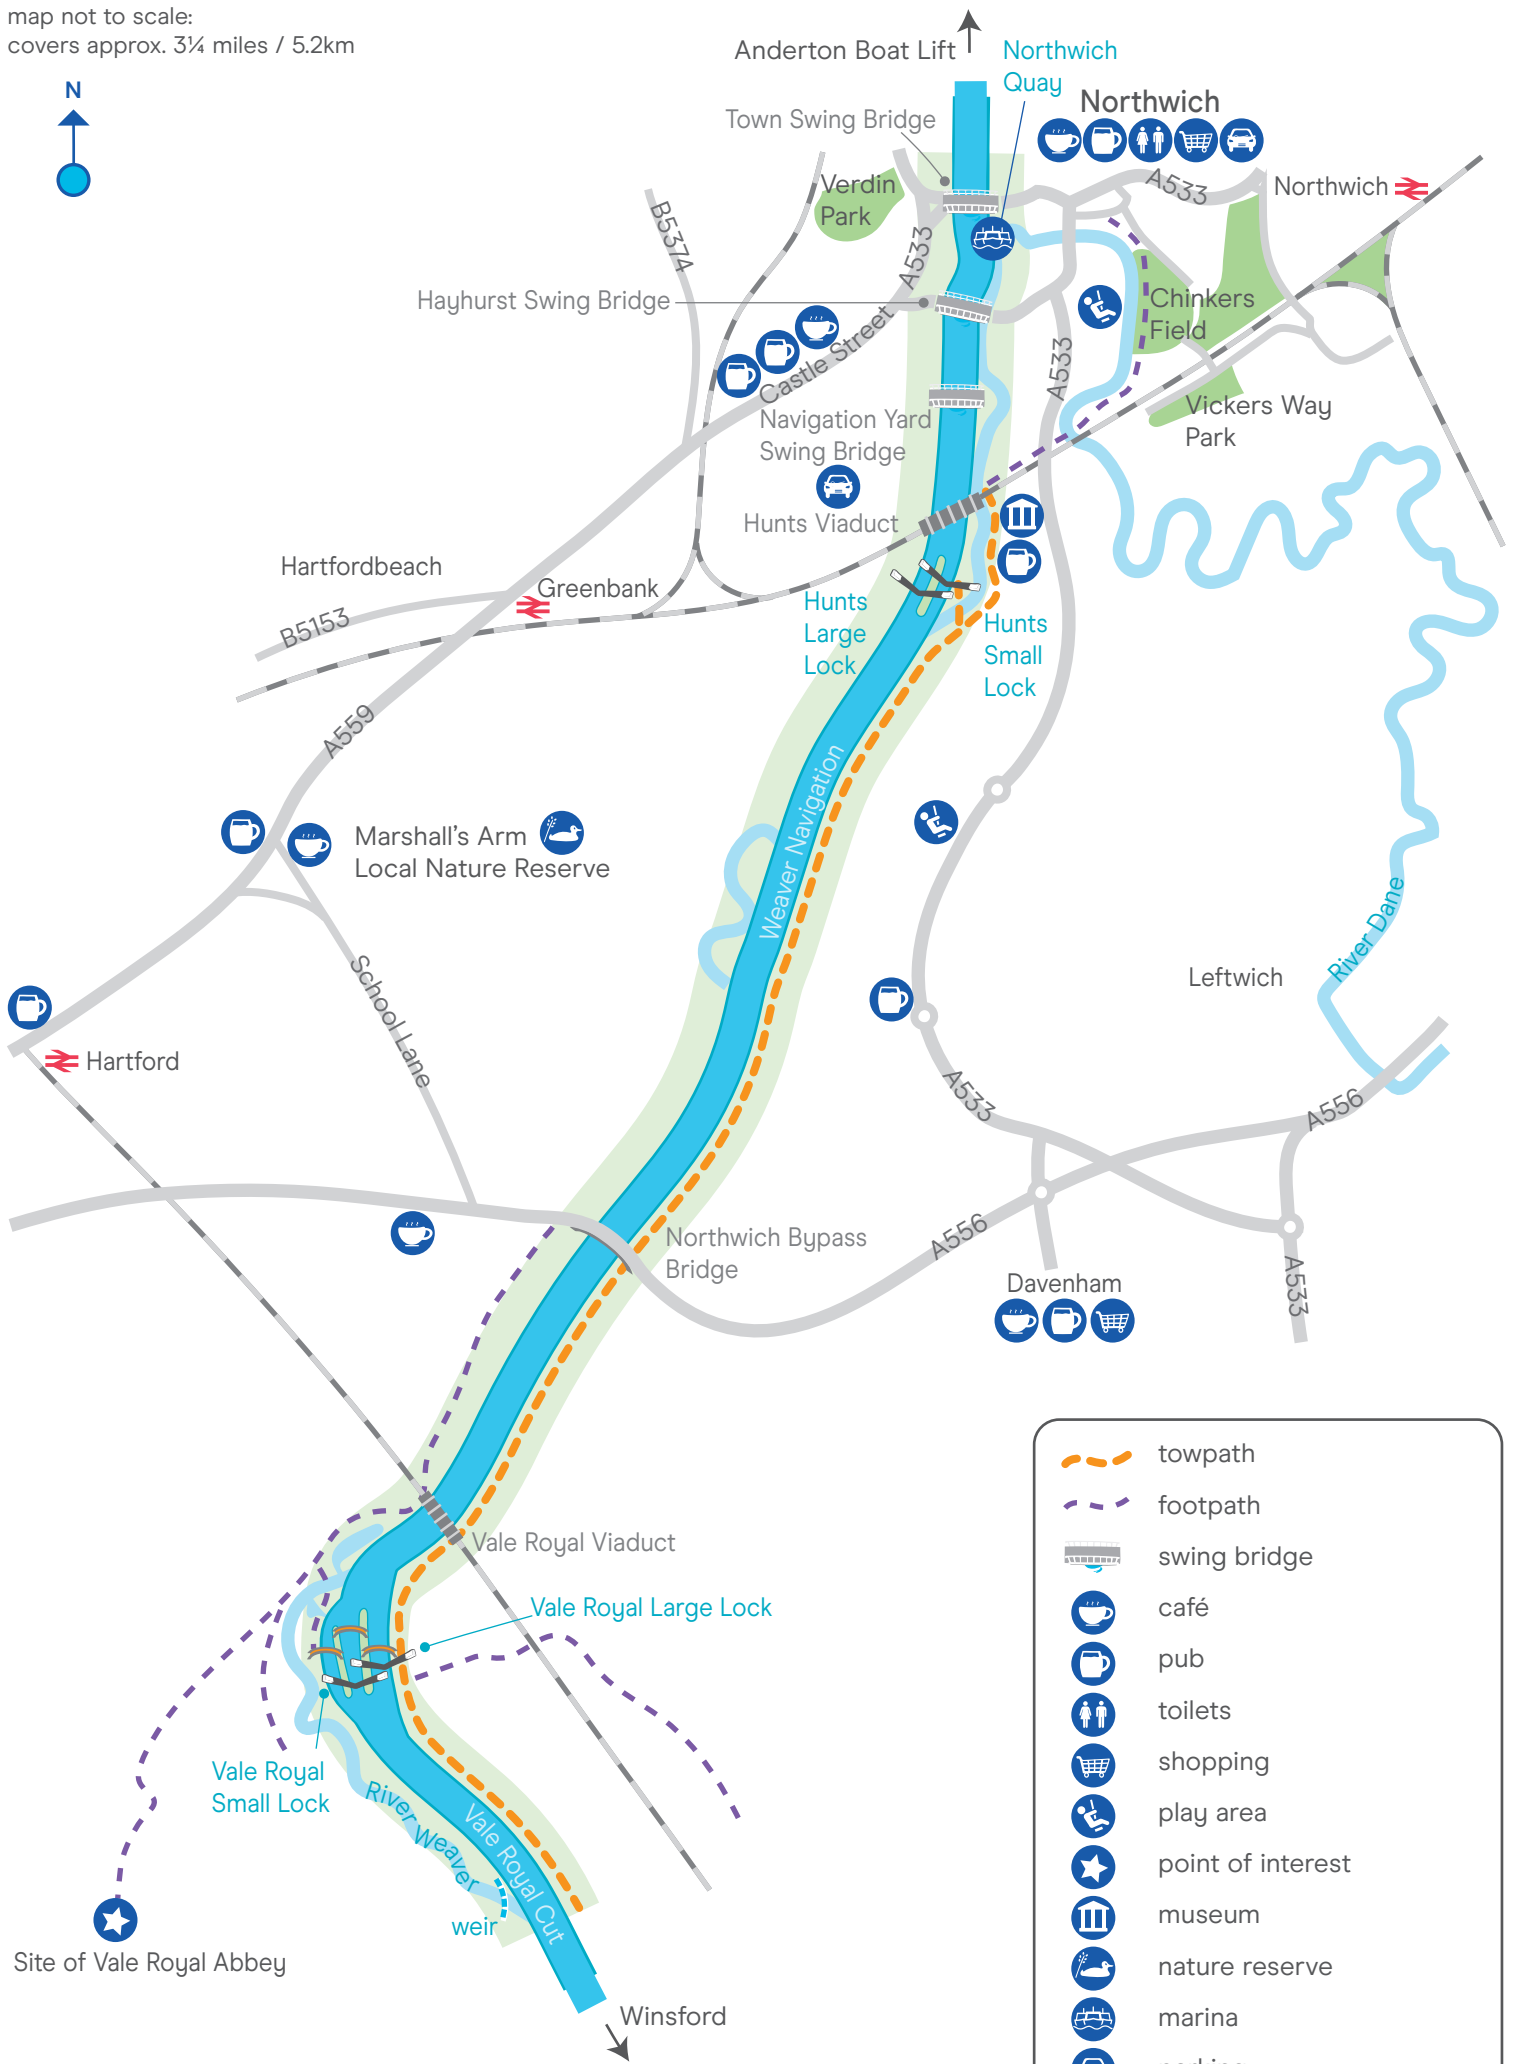 map not to scale:
covers approx. 3¼ miles / 5.2km
N
Anderton Boat Lift
Northwich
Quay
Northwich
Town Swing Bridge
Verdin
Park
A533
Northwich
B5374
A533
Hayhurst Swing Bridge
Chinkers
Field
Castle Street
A533
Navigation Yard
Swing Bridge
Vickers Way
Park
Hunts Viaduct
Hartfordbeach
Greenbank
B5153
Hunts
Large
Lock
Hunts
Small
Lock
A559
Weaver Navigation
Marshall's Arm
Local Nature Reserve
River Dane
School Lane
Leftwich
Hartford
A533
A556
Northwich Bypass
Bridge
A556
Davenham
A533
Vale Royal Viaduct
Vale Royal Large Lock
Vale Royal
Small Lock
River Weaver
Vale Royal Cut
weir
Site of Vale Royal Abbey
Winsford
towpath
footpath
swing bridge
café
pub
toilets
shopping
play area
point of interest
museum
nature reserve
marina